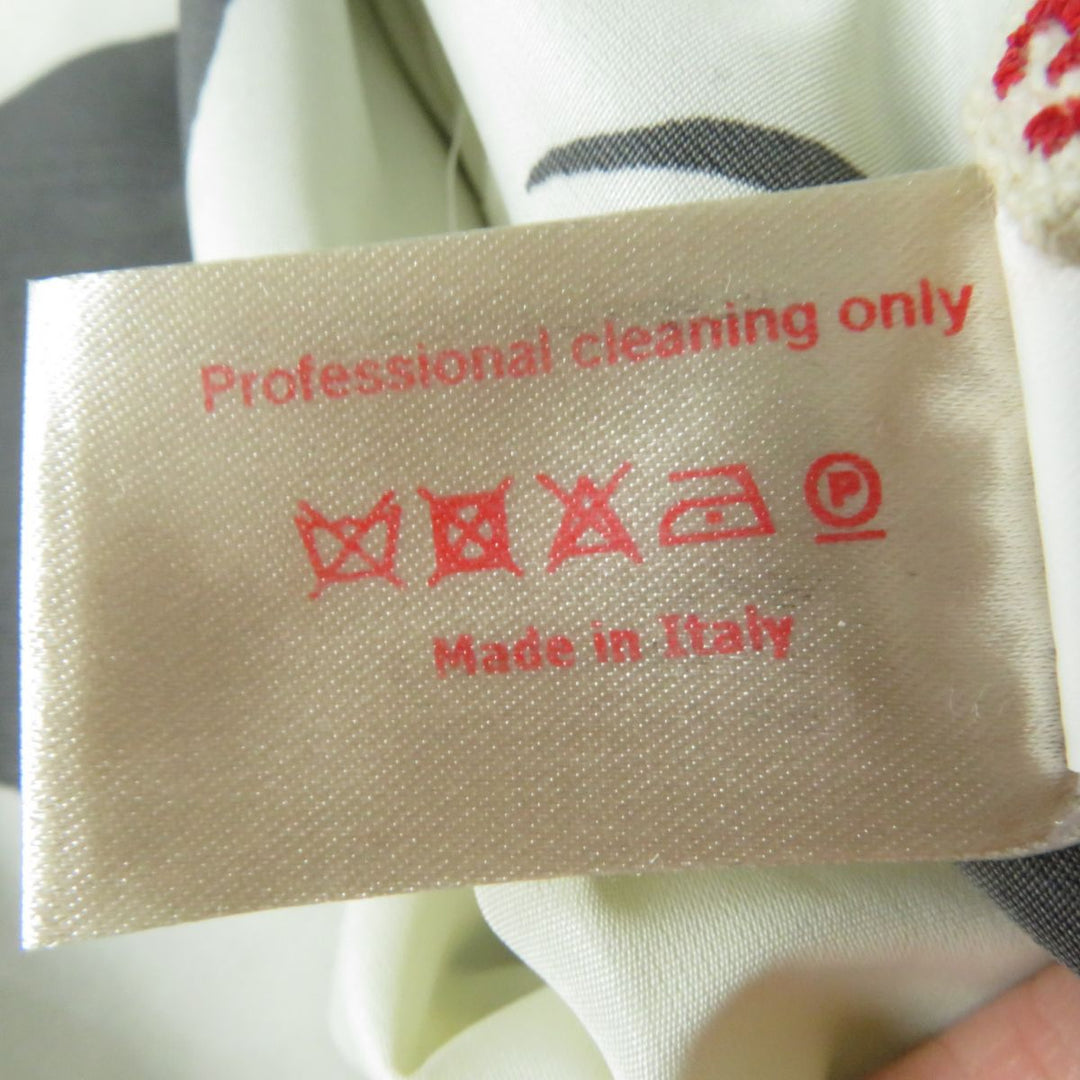 Professional cleaning only
P
Made in Italy